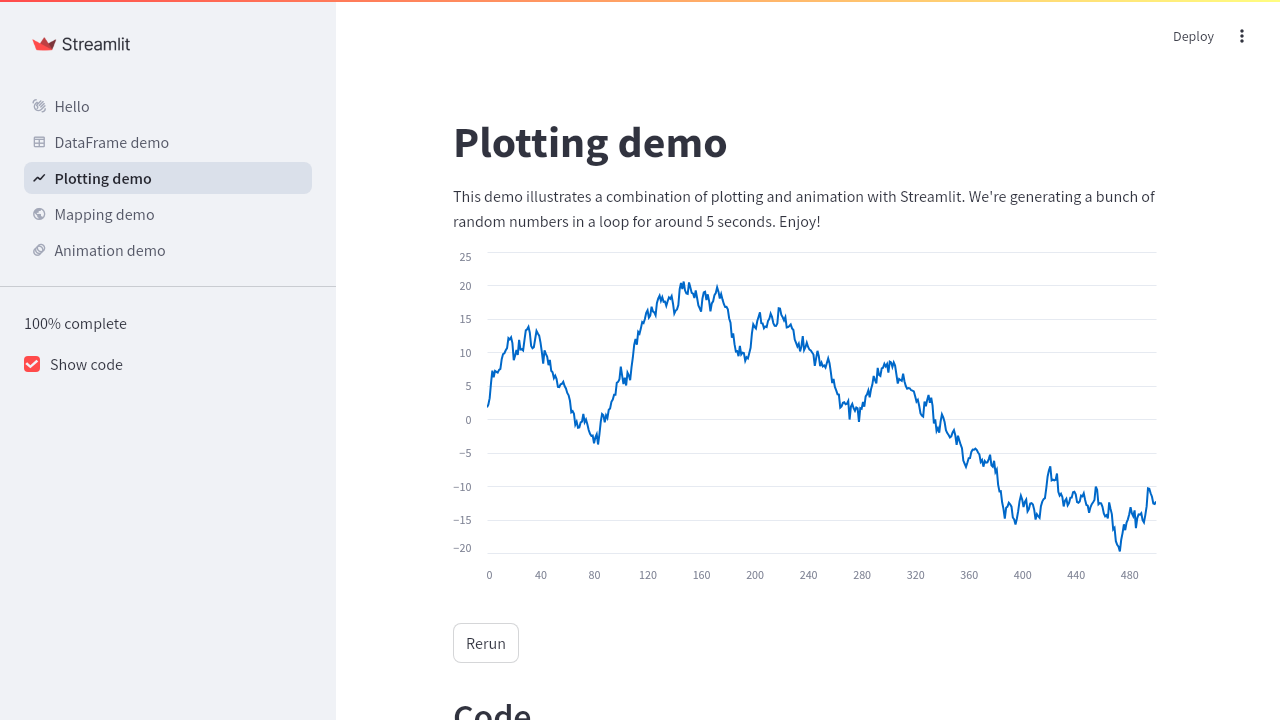 Streamlit
Deploy
Hello
DataFrame demo
Plotting demo
Mapping demo
Animation demo
100% complete
Show code
Plotting demo
This demo illustrates a combination of plotting and animation with Streamlit. We're generating a bunch of
random numbers in a loop for around 5 seconds. Enjoy!
25
20
15
10
5
0
−5
−10
−15
−20
0 40 80 120 160 200 240 280 320 360 400 440 480
Rerun
Code